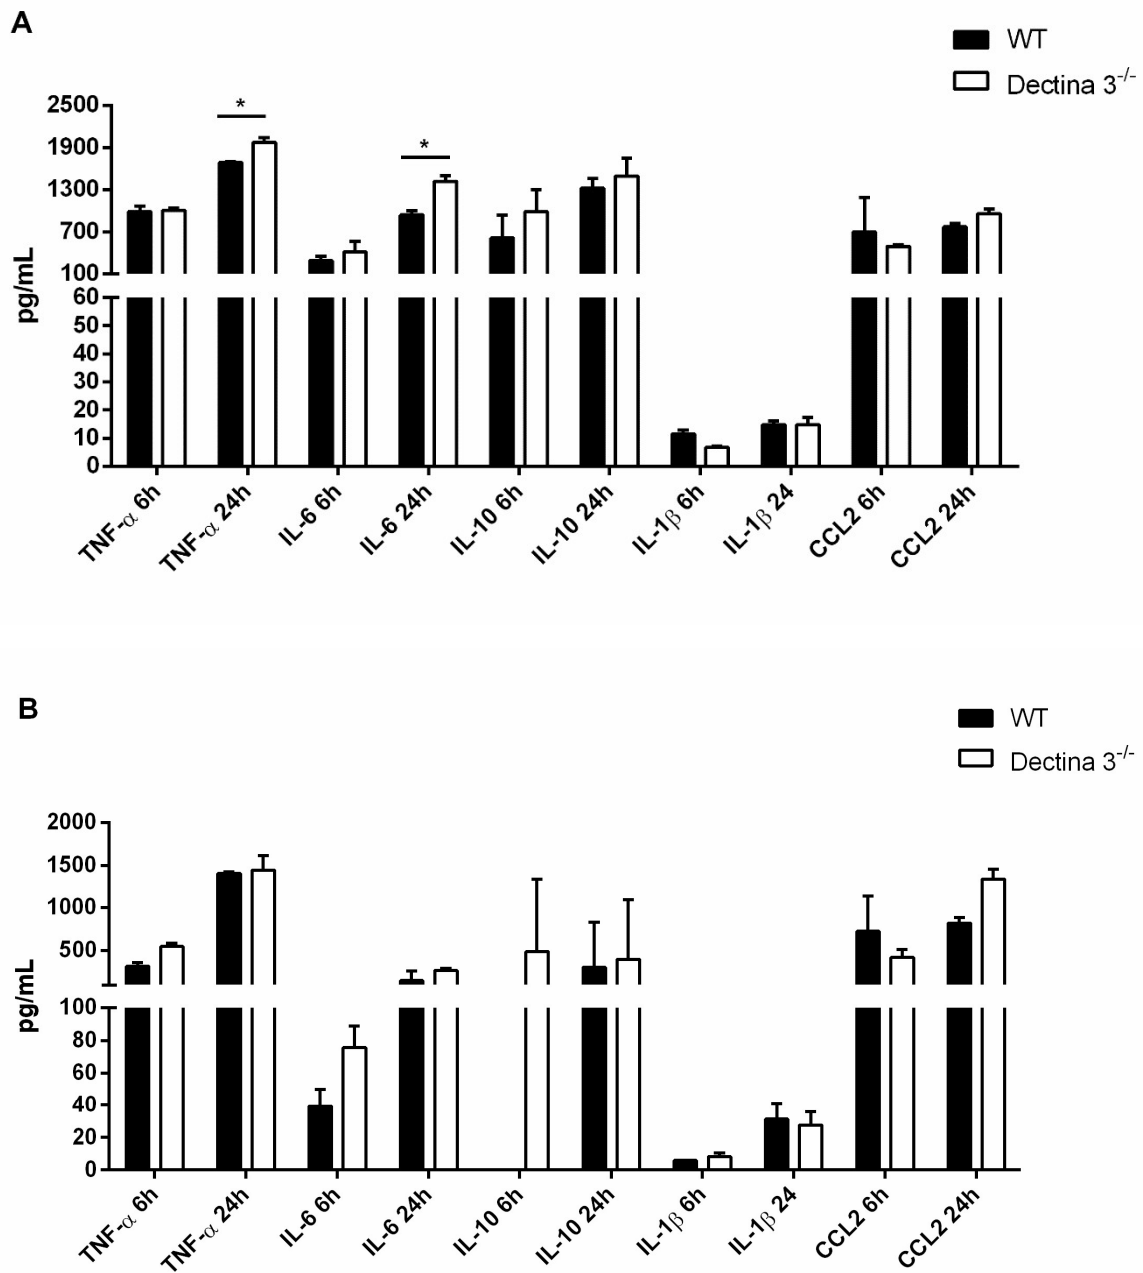 A
WT
Dectina 3-/-
2500
1900
1300
700
100
60
50
40
30
20
10
0
pg/mL
*
*
TNF-α 6h
TNF-α 24h
IL-6 6h
IL-6 24h
IL-10 6h
IL-10 24h
IL-1β 6h
IL-1β 24
CCL2 6h
CCL2 24h
B
WT
Dectina 3-/-
2000
1500
1000
500
100
80
60
40
20
0
pg/mL
TNF-α 6h
TNF-α 24h
IL-6 6h
IL-6 24h
IL-10 6h
IL-10 24h
IL-1β 6h
IL-1β 24
CCL2 6h
CCL2 24h